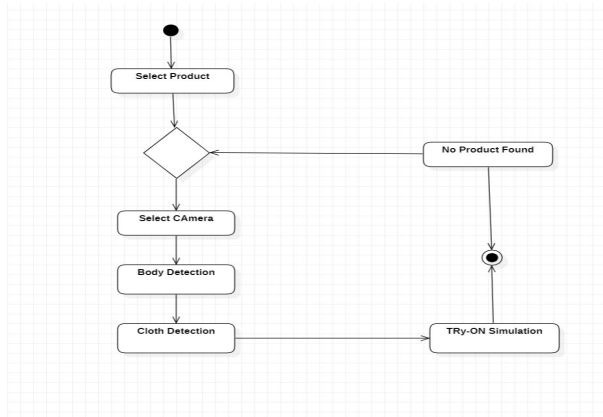 Select Product
No Product Found
Select CAmera
Body Detection
Cloth Detection
TRy-ON Simulation